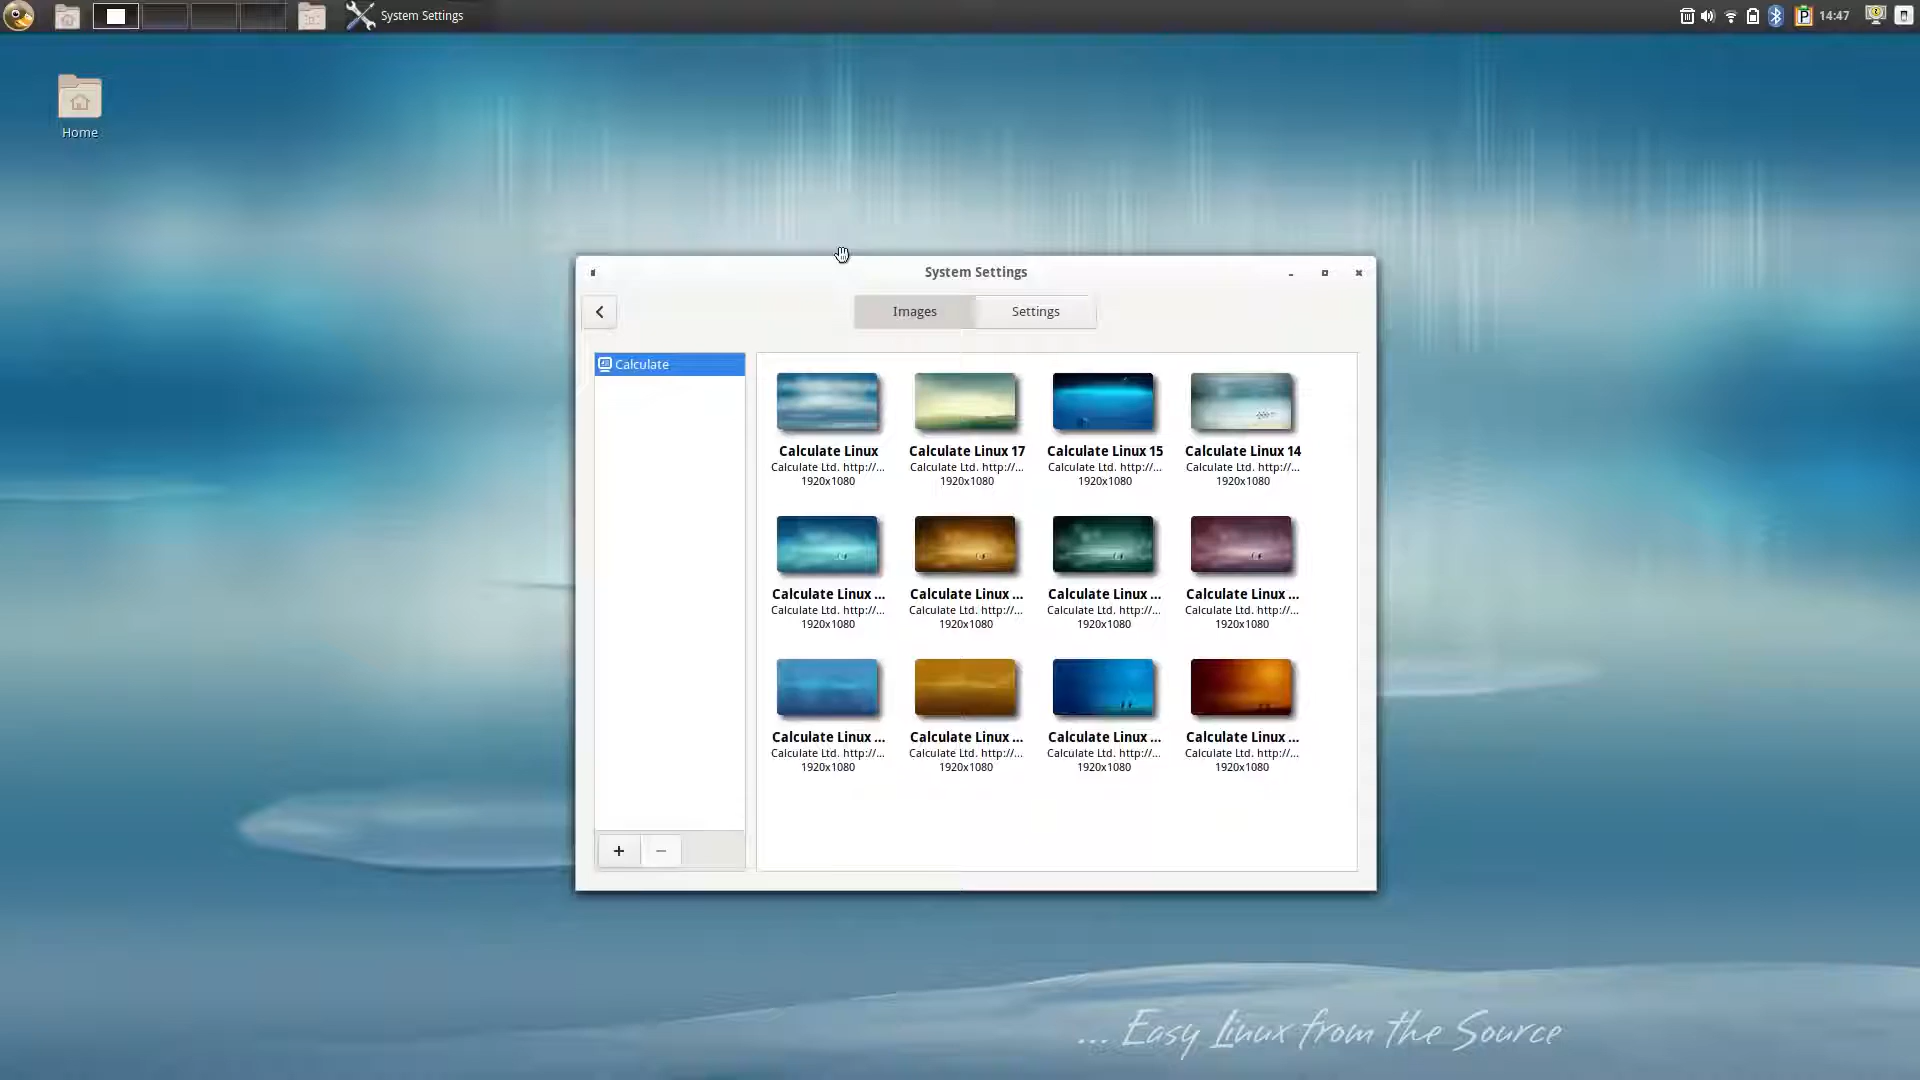 System Settings
14:47
Home
System Settings
Images
Settings
Calculate
Calculate Linux
Calculate Linux 17
Calculate Linux 15
Calculate Linux 14
Calculate Ltd. http://...
Calculate Ltd. http://...
Calculate Ltd. http://...
Calculate Ltd. http://...
1920x1080
1920x1080
1920x1080
1920x1080
Calculate Linux ...
Calculate Linux ...
Calculate Linux ...
Calculate Linux ...
Calculate Ltd. http://...
Calculate Ltd. http://...
Calculate Ltd. http://...
Calculate Ltd. http://...
1920x1080
1920x1080
1920x1080
1920x1080
Calculate Linux ...
Calculate Linux ...
Calculate Linux ...
Calculate Linux ...
Calculate Ltd. http://...
Calculate Ltd. http://...
Calculate Ltd. http://...
Calculate Ltd. http://...
1920x1080
1920x1080
1920x1080
1920x1080
... Easy Linux from the Source